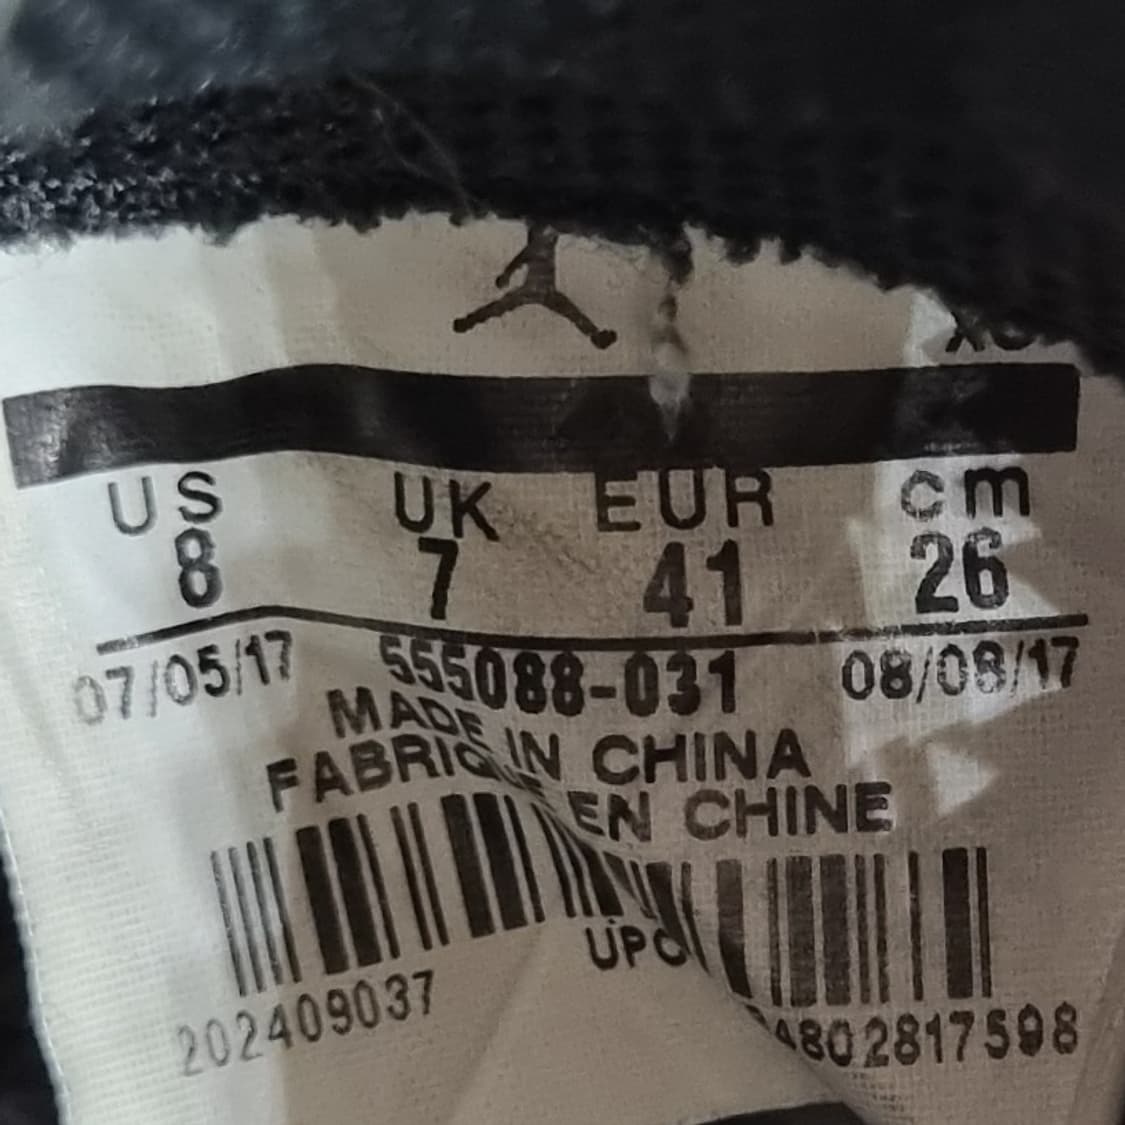 US UK EUR cm
8 7 41 26
07/05/17 555088-031 08/08/17
MADE IN CHINA
FABRIQUE EN CHINE
UPC
202409037